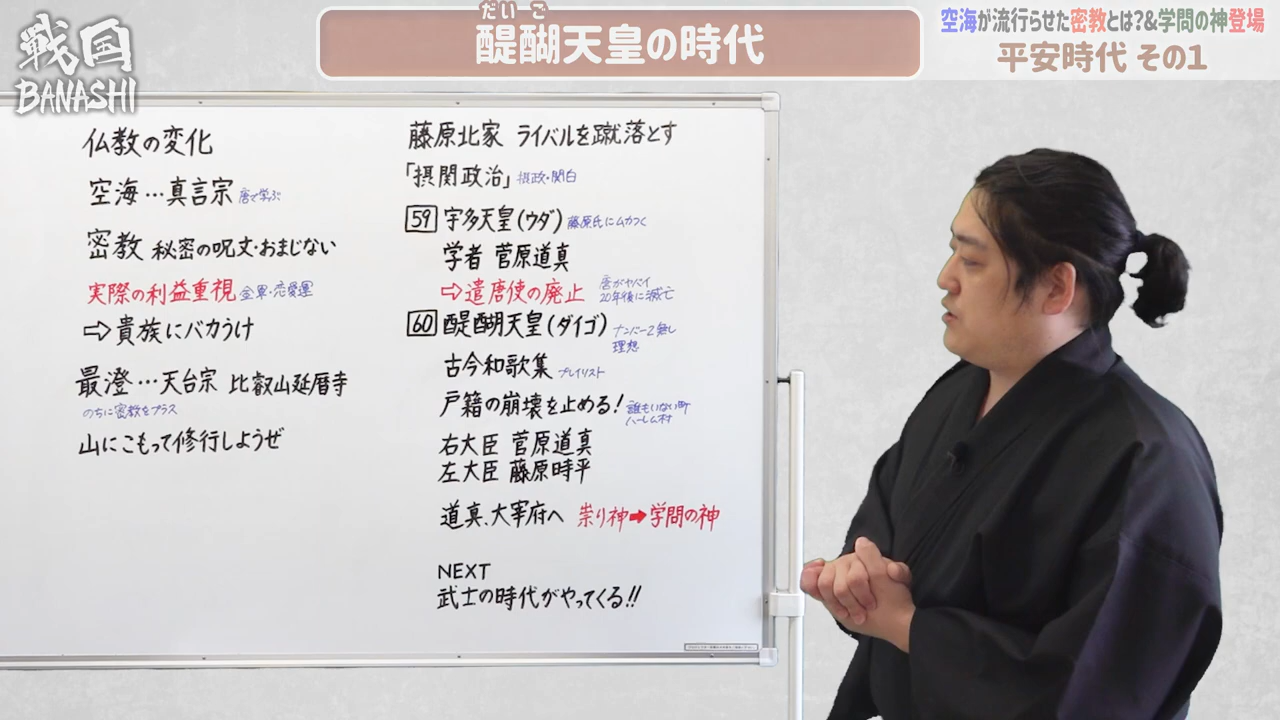 戦国
BANASHI
だいご
醍醐天皇の時代
空海が流行らせた密教とは?&学問の神登場
平安時代 その1
仏教の変化
空海…真言宗 唐で学ぶ
密教 秘密の呪文・おまじない
実際の利益重視 金運・恋愛運
⇨貴族にバカうけ
最澄…天台宗 比叡山延暦寺
のちに密教をプラス
山にこもって修行しようぜ
藤原北家 ライバルを蹴落とす
「摂関政治」 摂政・関白
59 宇多天皇(ウダ) 藤原氏にムカつく
学者 菅原道真
⇨遣唐使の廃止 唐がヤバイ
20年後に滅亡
60 醍醐天皇(ダイゴ) ナンバー2無し
理想
古今和歌集 プレイリスト
戸籍の崩壊を止める! 誰もいない町
ハーレム村
右大臣 菅原道真
左大臣 藤原時平
道真、大宰府へ 祟り神➡学問の神
NEXT
武士の時代がやってくる!!